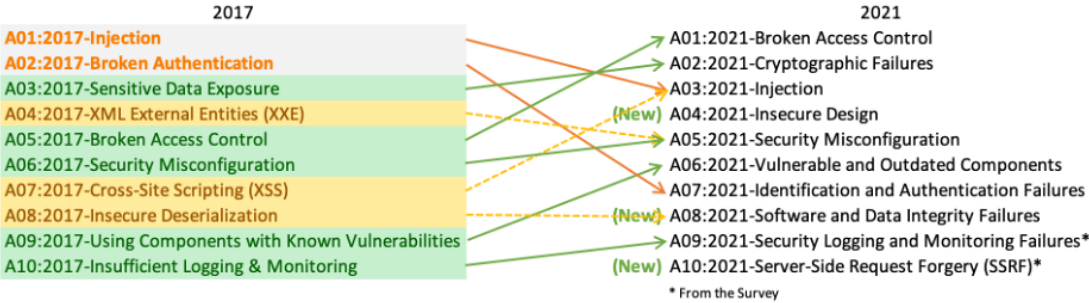 2017 2021
A01:2017-Injection A01:2021-Broken Access Control
A02:2017-Broken Authentication A02:2021-Cryptographic Failures
A03:2017-Sensitive Data Exposure A03:2021-Injection
A04:2017-XML External Entities (XXE) (New) A04:2021-Insecure Design
A05:2017-Broken Access Control A05:2021-Security Misconfiguration
A06:2017-Security Misconfiguration A06:2021-Vulnerable and Outdated Components
A07:2017-Cross-Site Scripting (XSS) A07:2021-Identification and Authentication Failures
A08:2017-Insecure Deserialization (New) A08:2021-Software and Data Integrity Failures
A09:2017-Using Components with Known Vulnerabilities A09:2021-Security Logging and Monitoring Failures*
A10:2017-Insufficient Logging & Monitoring (New) A10:2021-Server-Side Request Forgery (SSRF)*
* From the Survey